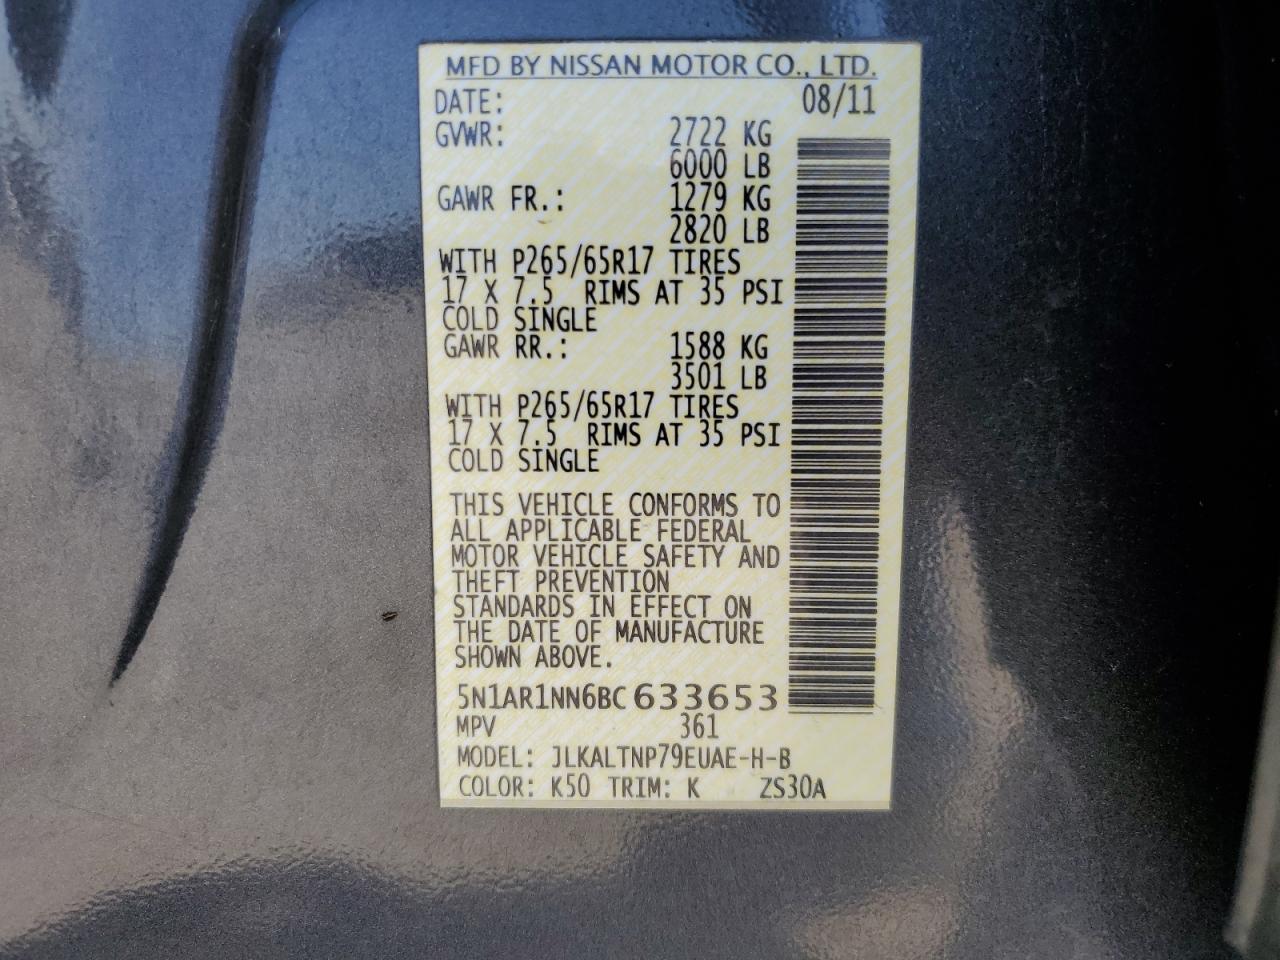 MFD BY NISSAN MOTOR CO., LTD.
DATE: 08/11
GVWR: 2722 KG
6000 LB
GAWR FR.: 1279 KG
2820 LB
WITH P265/65R17 TIRES
17 X 7.5 RIMS AT 35 PSI
COLD SINGLE
GAWR RR.: 1588 KG
3501 LB
WITH P265/65R17 TIRES
17 X 7.5 RIMS AT 35 PSI
COLD SINGLE
THIS VEHICLE CONFORMS TO
ALL APPLICABLE FEDERAL
MOTOR VEHICLE SAFETY AND
THEFT PREVENTION
STANDARDS IN EFFECT ON
THE DATE OF MANUFACTURE
SHOWN ABOVE.
5N1AR1NN6BC633653
MPV 361
MODEL: JLKALTNP79EUAE-H-B
COLOR: K50 TRIM: K ZS30A